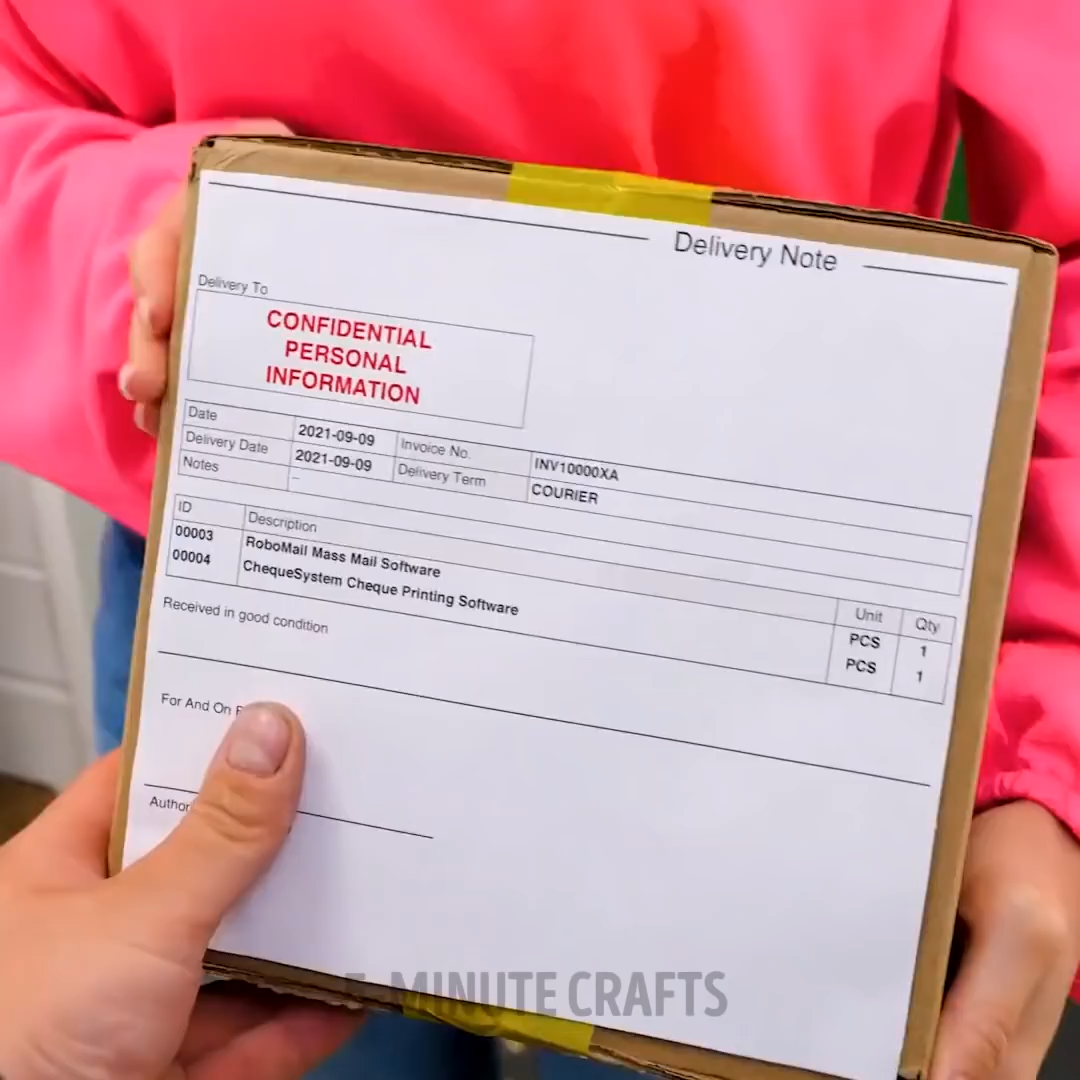 Delivery Note
Delivery To
CONFIDENTIAL
PERSONAL
INFORMATION
Date 2021-09-09 Invoice No. INV10000XA
Delivery Date 2021-09-09 Delivery Term COURIER
Notes --
ID Description Unit Qty
00003 RoboMail Mass Mail Software PCS 1
00004 ChequeSystem Cheque Printing Software PCS 1
Received in good condition
For And On
5-MINUTE CRAFTS